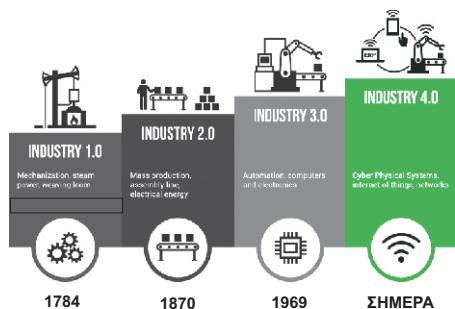 INDUSTRY 1.0
Mechanization, steam
power, weaving loom
1784
INDUSTRY 2.0
Mass production,
assembly line,
electrical energy
1870
INDUSTRY 3.0
Automation, computers
and electronics
1969
INDUSTRY 4.0
Cyber Physical Systems,
internet of things, networks
ΣΗΜΕΡΑ